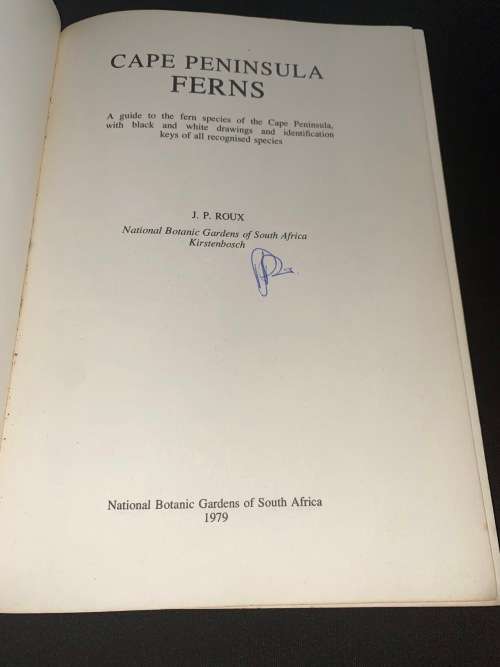 CAPE PENINSULA
FERNS
A guide to the fern species of the Cape Peninsula,
with black and white drawings and identification
keys of all recognised species
J. P. ROUX
National Botanic Gardens of South Africa
Kirstenbosch
National Botanic Gardens of South Africa
1979